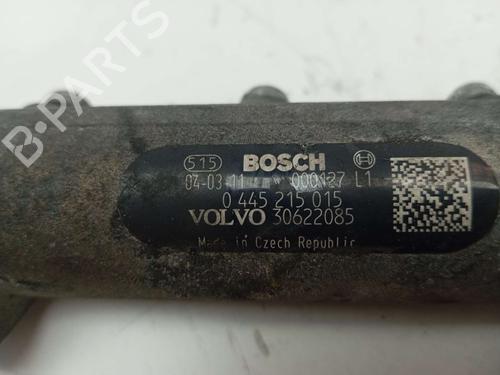 B-Parts
515 BOSCH
04-03-11 000127 L1
0 445 215 015
VOLVO 30622085
Made in Czech Republic